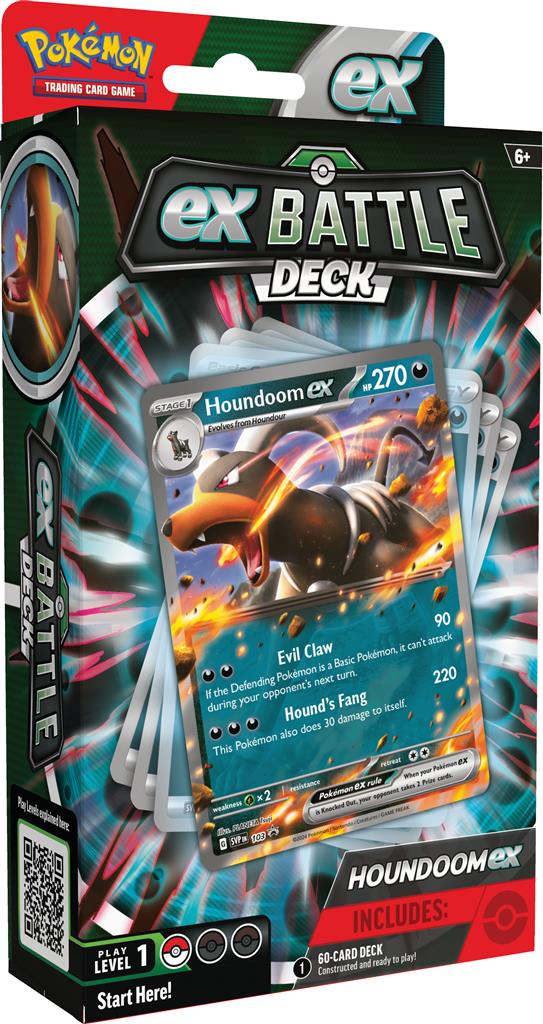 Pokémon
TRADING CARD GAME
ex
6+
ex BATTLE
DECK
STAGE 1
Houndoom ex
HP 270
Evolves from Houndour
Evil Claw
90
If the Defending Pokémon is a Basic Pokémon, it can't attack
during your opponent's next turn.
Hound's Fang
220
This Pokémon also does 30 damage to itself.
weakness ×2
resistance
retreat
Pokémon ex rule
When your Pokémon ex
is Knocked Out, your opponent takes 2 Prize cards.
illus. PLANETA Tsuji
G SVP EN 103
©2024 Pokémon / Nintendo / Creatures / GAME FREAK
ex BATTLE
DECK
Play Levels explained here:
PLAY
LEVEL 1
Start Here!
HOUNDOOM ex
INCLUDES:
1 60-CARD DECK
Constructed and ready to play!